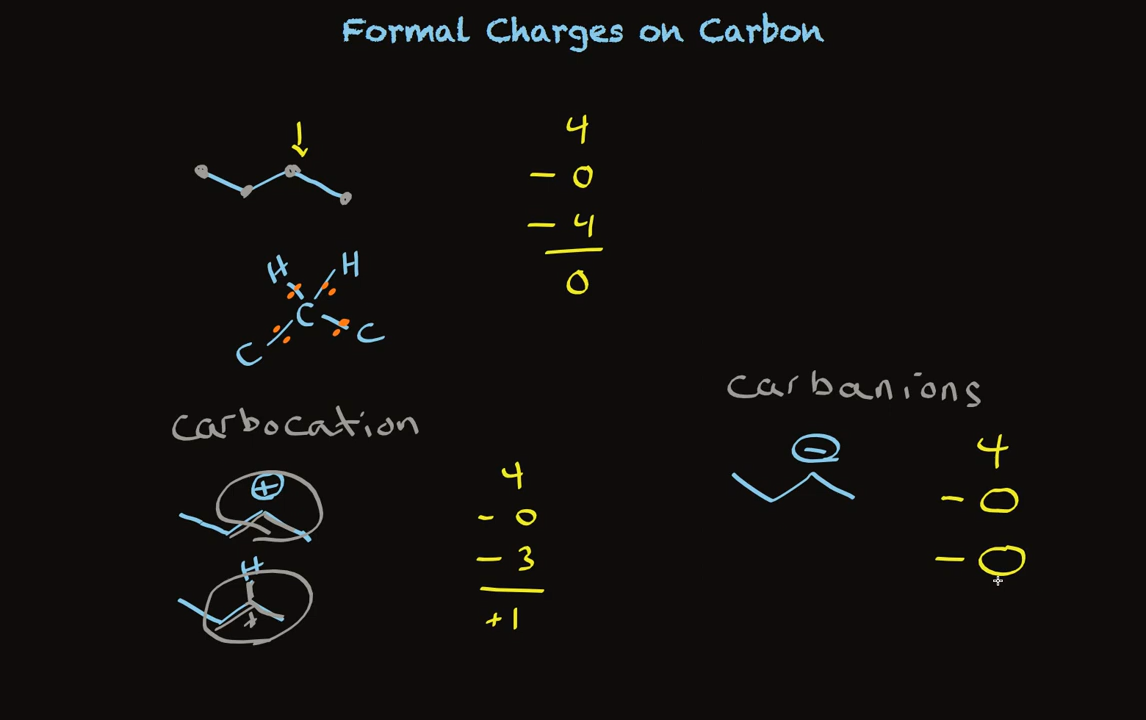 Formal Charges on Carbon
4
- 0
- 4
0
H H
C
C C
carbocation
+
H
4
- 0
- 3
+1
carbanions
-
4
- 0
- 0